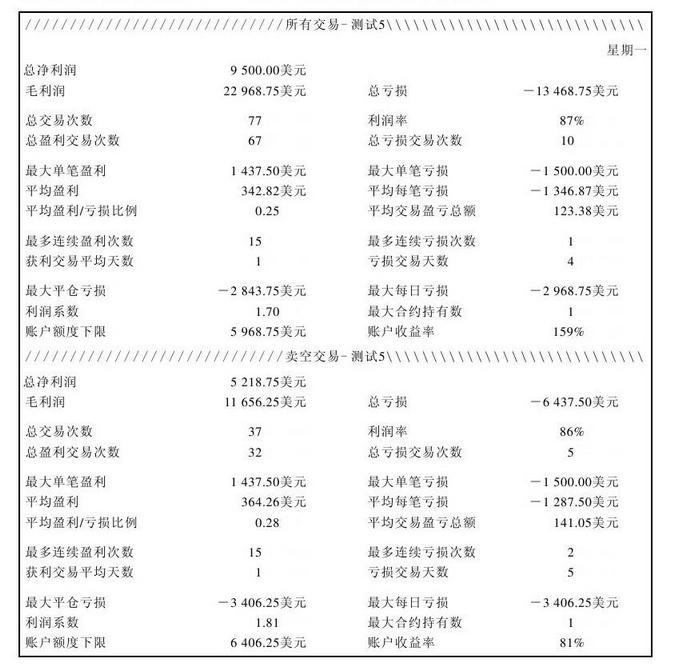 /////////////////////////////所有交易-测试5\\\\\\\\\\\\\\\\\\\\\\\\\\\\\
星期一
总净利润 9 500.00美元
毛利润 22 968.75美元 总亏损 -13 468.75美元
总交易次数 77 利润率 87%
总盈利交易次数 67 总亏损交易次数 10
最大单笔盈利 1 437.50美元 最大单笔亏损 -1 500.00美元
平均盈利 342.82美元 平均每笔亏损 -1 346.87美元
平均盈利/亏损比例 0.25 平均交易盈亏总额 123.38美元
最多连续盈利次数 15 最多连续亏损次数 1
获利交易平均天数 1 亏损交易天数 4
最大平仓亏损 -2 843.75美元 最大每日亏损 -2 968.75美元
利润系数 1.70 最大合约持有数 1
账户额度下限 5 968.75美元 账户收益率 159%
/////////////////////////////卖空交易-测试5\\\\\\\\\\\\\\\\\\\\\\\\\\\\\
总净利润 5 218.75美元
毛利润 11 656.25美元 总亏损 -6 437.50美元
总交易次数 37 利润率 86%
总盈利交易次数 32 总亏损交易次数 5
最大单笔盈利 1 437.50美元 最大单笔亏损 -1 500.00美元
平均盈利 364.26美元 平均每笔亏损 -1 287.50美元
平均盈利/亏损比例 0.28 平均交易盈亏总额 141.05美元
最多连续盈利次数 15 最多连续亏损次数 2
获利交易平均天数 1 亏损交易天数 5
最大平仓亏损 -3 406.25美元 最大每日亏损 -3 406.25美元
利润系数 1.81 最大合约持有数 1
账户额度下限 6 406.25美元 账户收益率 81%